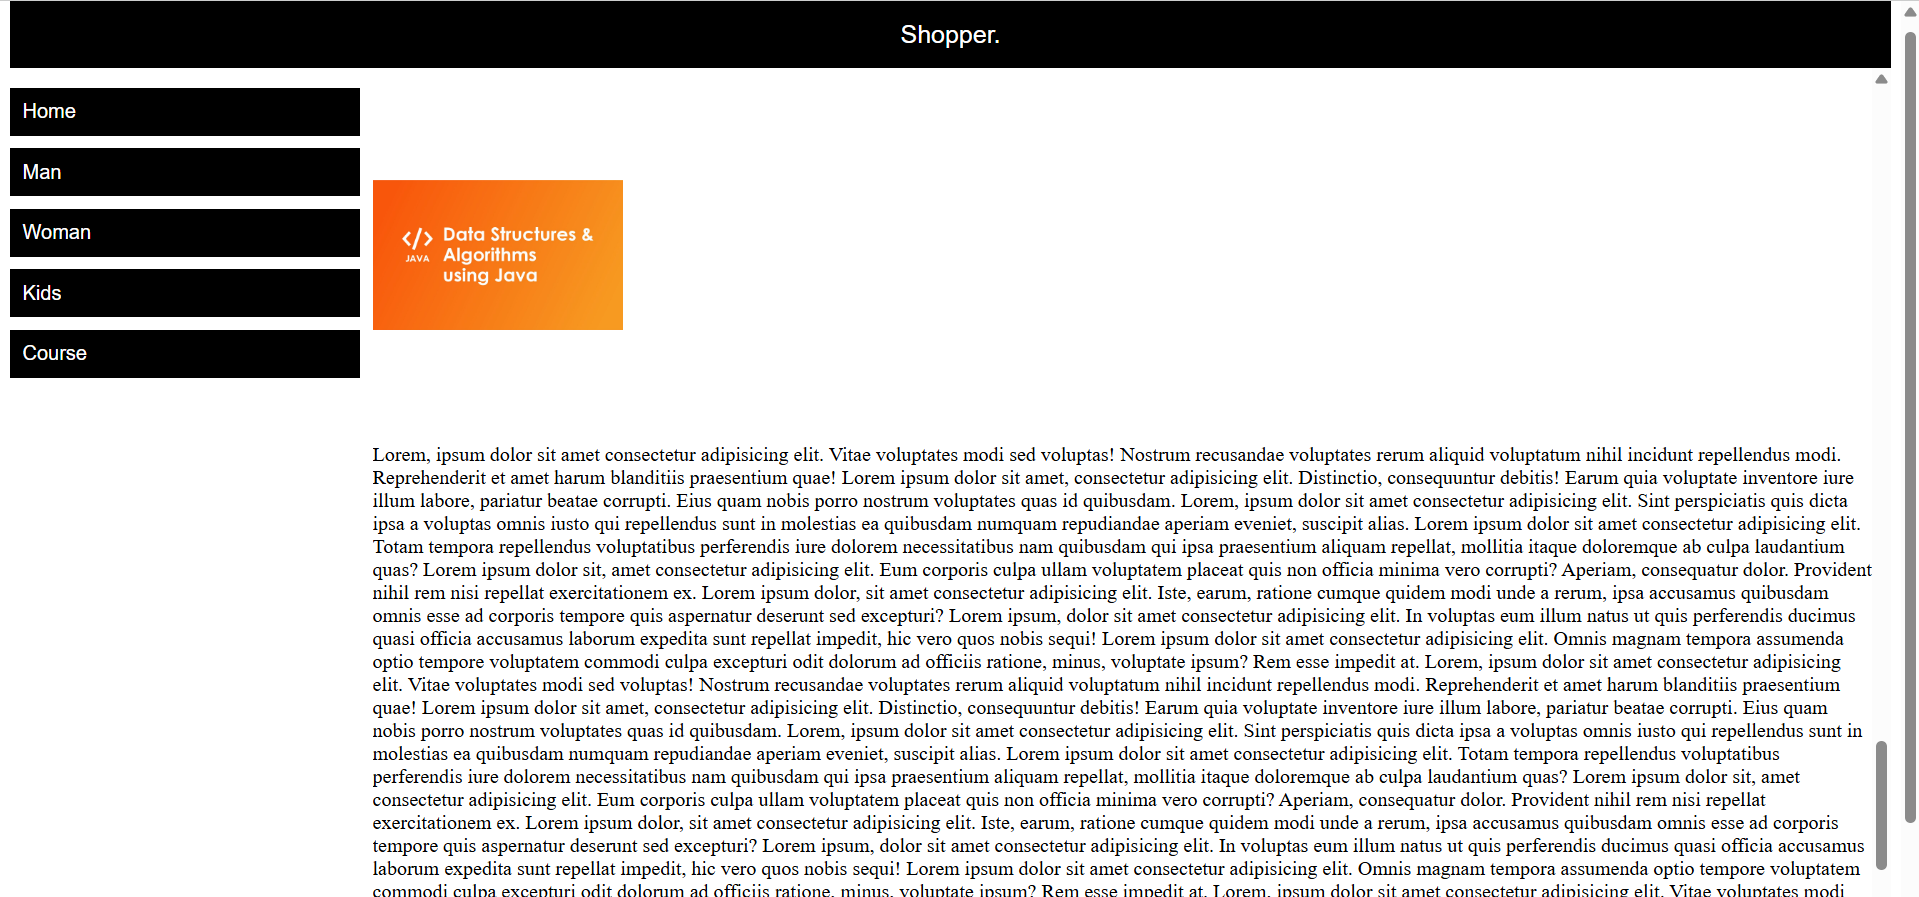 Shopper.
Home
Man
Woman
Kids
Course
</>
JAVA
Data Structures &
Algorithms
using Java
Lorem, ipsum dolor sit amet consectetur adipisicing elit. Vitae voluptates modi sed voluptas! Nostrum recusandae voluptates rerum aliquid voluptatum nihil incidunt repellendus modi.
Reprehenderit et amet harum blanditiis praesentium quae! Lorem ipsum dolor sit amet, consectetur adipisicing elit. Distinctio, consequuntur debitis! Earum quia voluptate inventore iure
illum labore, pariatur beatae corrupti. Eius quam nobis porro nostrum voluptates quas id quibusdam. Lorem, ipsum dolor sit amet consectetur adipisicing elit. Sint perspiciatis quis dicta
ipsa a voluptas omnis iusto qui repellendus sunt in molestias ea quibusdam numquam repudiandae aperiam eveniet, suscipit alias. Lorem ipsum dolor sit amet consectetur adipisicing elit.
Totam tempora repellendus voluptatibus perferendis iure dolorem necessitatibus nam quibusdam qui ipsa praesentium aliquam repellat, mollitia itaque doloremque ab culpa laudantium
quas? Lorem ipsum dolor sit, amet consectetur adipisicing elit. Eum corporis culpa ullam voluptatem placeat quis non officia minima vero corrupti? Aperiam, consequatur dolor. Provident
nihil rem nisi repellat exercitationem ex. Lorem ipsum dolor, sit amet consectetur adipisicing elit. Iste, earum, ratione cumque quidem modi unde a rerum, ipsa accusamus quibusdam
omnis esse ad corporis tempore quis aspernatur deserunt sed excepturi? Lorem ipsum, dolor sit amet consectetur adipisicing elit. In voluptas eum illum natus ut quis perferendis ducimus
quasi officia accusamus laborum expedita sunt repellat impedit, hic vero quos nobis sequi! Lorem ipsum dolor sit amet consectetur adipisicing elit. Omnis magnam tempora assumenda
optio tempore voluptatem commodi culpa excepturi odit dolorum ad officiis ratione, minus, voluptate ipsum? Rem esse impedit at. Lorem, ipsum dolor sit amet consectetur adipisicing
elit. Vitae voluptates modi sed voluptas! Nostrum recusandae voluptates rerum aliquid voluptatum nihil incidunt repellendus modi. Reprehenderit et amet harum blanditiis praesentium
quae! Lorem ipsum dolor sit amet, consectetur adipisicing elit. Distinctio, consequuntur debitis! Earum quia voluptate inventore iure illum labore, pariatur beatae corrupti. Eius quam
nobis porro nostrum voluptates quas id quibusdam. Lorem, ipsum dolor sit amet consectetur adipisicing elit. Sint perspiciatis quis dicta ipsa a voluptas omnis iusto qui repellendus sunt in
molestias ea quibusdam numquam repudiandae aperiam eveniet, suscipit alias. Lorem ipsum dolor sit amet consectetur adipisicing elit. Totam tempora repellendus voluptatibus
perferendis iure dolorem necessitatibus nam quibusdam qui ipsa praesentium aliquam repellat, mollitia itaque doloremque ab culpa laudantium quas? Lorem ipsum dolor sit, amet
consectetur adipisicing elit. Eum corporis culpa ullam voluptatem placeat quis non officia minima vero corrupti? Aperiam, consequatur dolor. Provident nihil rem nisi repellat
exercitationem ex. Lorem ipsum dolor, sit amet consectetur adipisicing elit. Iste, earum, ratione cumque quidem modi unde a rerum, ipsa accusamus quibusdam omnis esse ad corporis
tempore quis aspernatur deserunt sed excepturi? Lorem ipsum, dolor sit amet consectetur adipisicing elit. In voluptas eum illum natus ut quis perferendis ducimus quasi officia accusamus
laborum expedita sunt repellat impedit, hic vero quos nobis sequi! Lorem ipsum dolor sit amet consectetur adipisicing elit. Omnis magnam tempora assumenda optio tempore voluptatem
commodi culpa excepturi odit dolorum ad officiis ratione, minus, voluptate ipsum? Rem esse impedit at. Lorem, ipsum dolor sit amet consectetur adipisicing elit. Vitae voluptates modi